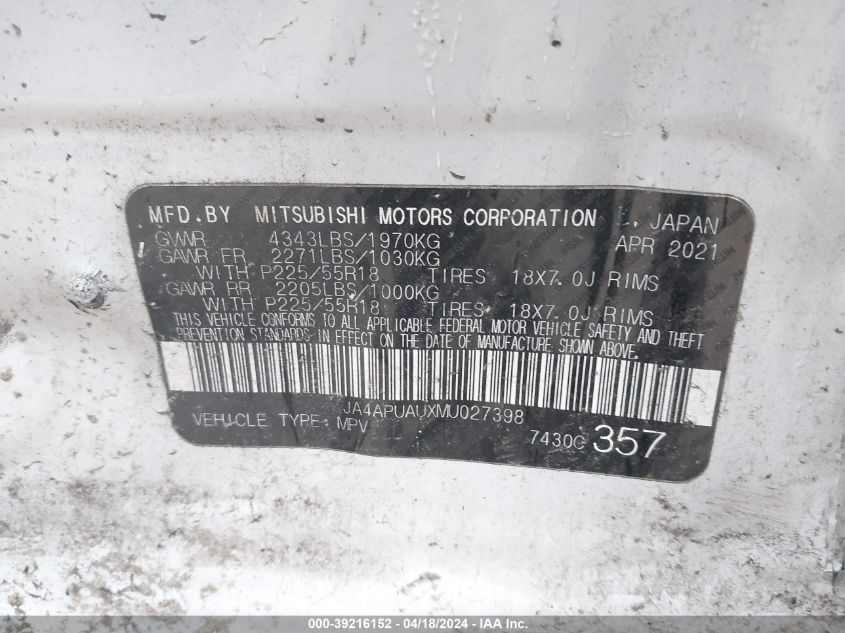 MFD.BY MITSUBISHI MOTORS CORPORATION , JAPAN
GVWR 4343LBS/1970KG APR 2021
GAWR FR 2271LBS/1030KG
WITH P225/55R18 TIRES 18X7.0J RIMS
GAWR RR 2205LBS/1000KG
WITH P225/55R18 TIRES 18X7.0J RIMS
THIS VEHICLE CONFORMS TO ALL APPLICABLE FEDERAL MOTOR VEHICLE SAFETY AND THEFT
PREVENTION STANDARDS IN EFFECT ON THE DATE OF MANUFACTURE SHOWN ABOVE.
JA4APUAUXMU027398
VEHICLE TYPE: MPV
7430C 357
000-39216152 - 04/18/2024 - IAA Inc.